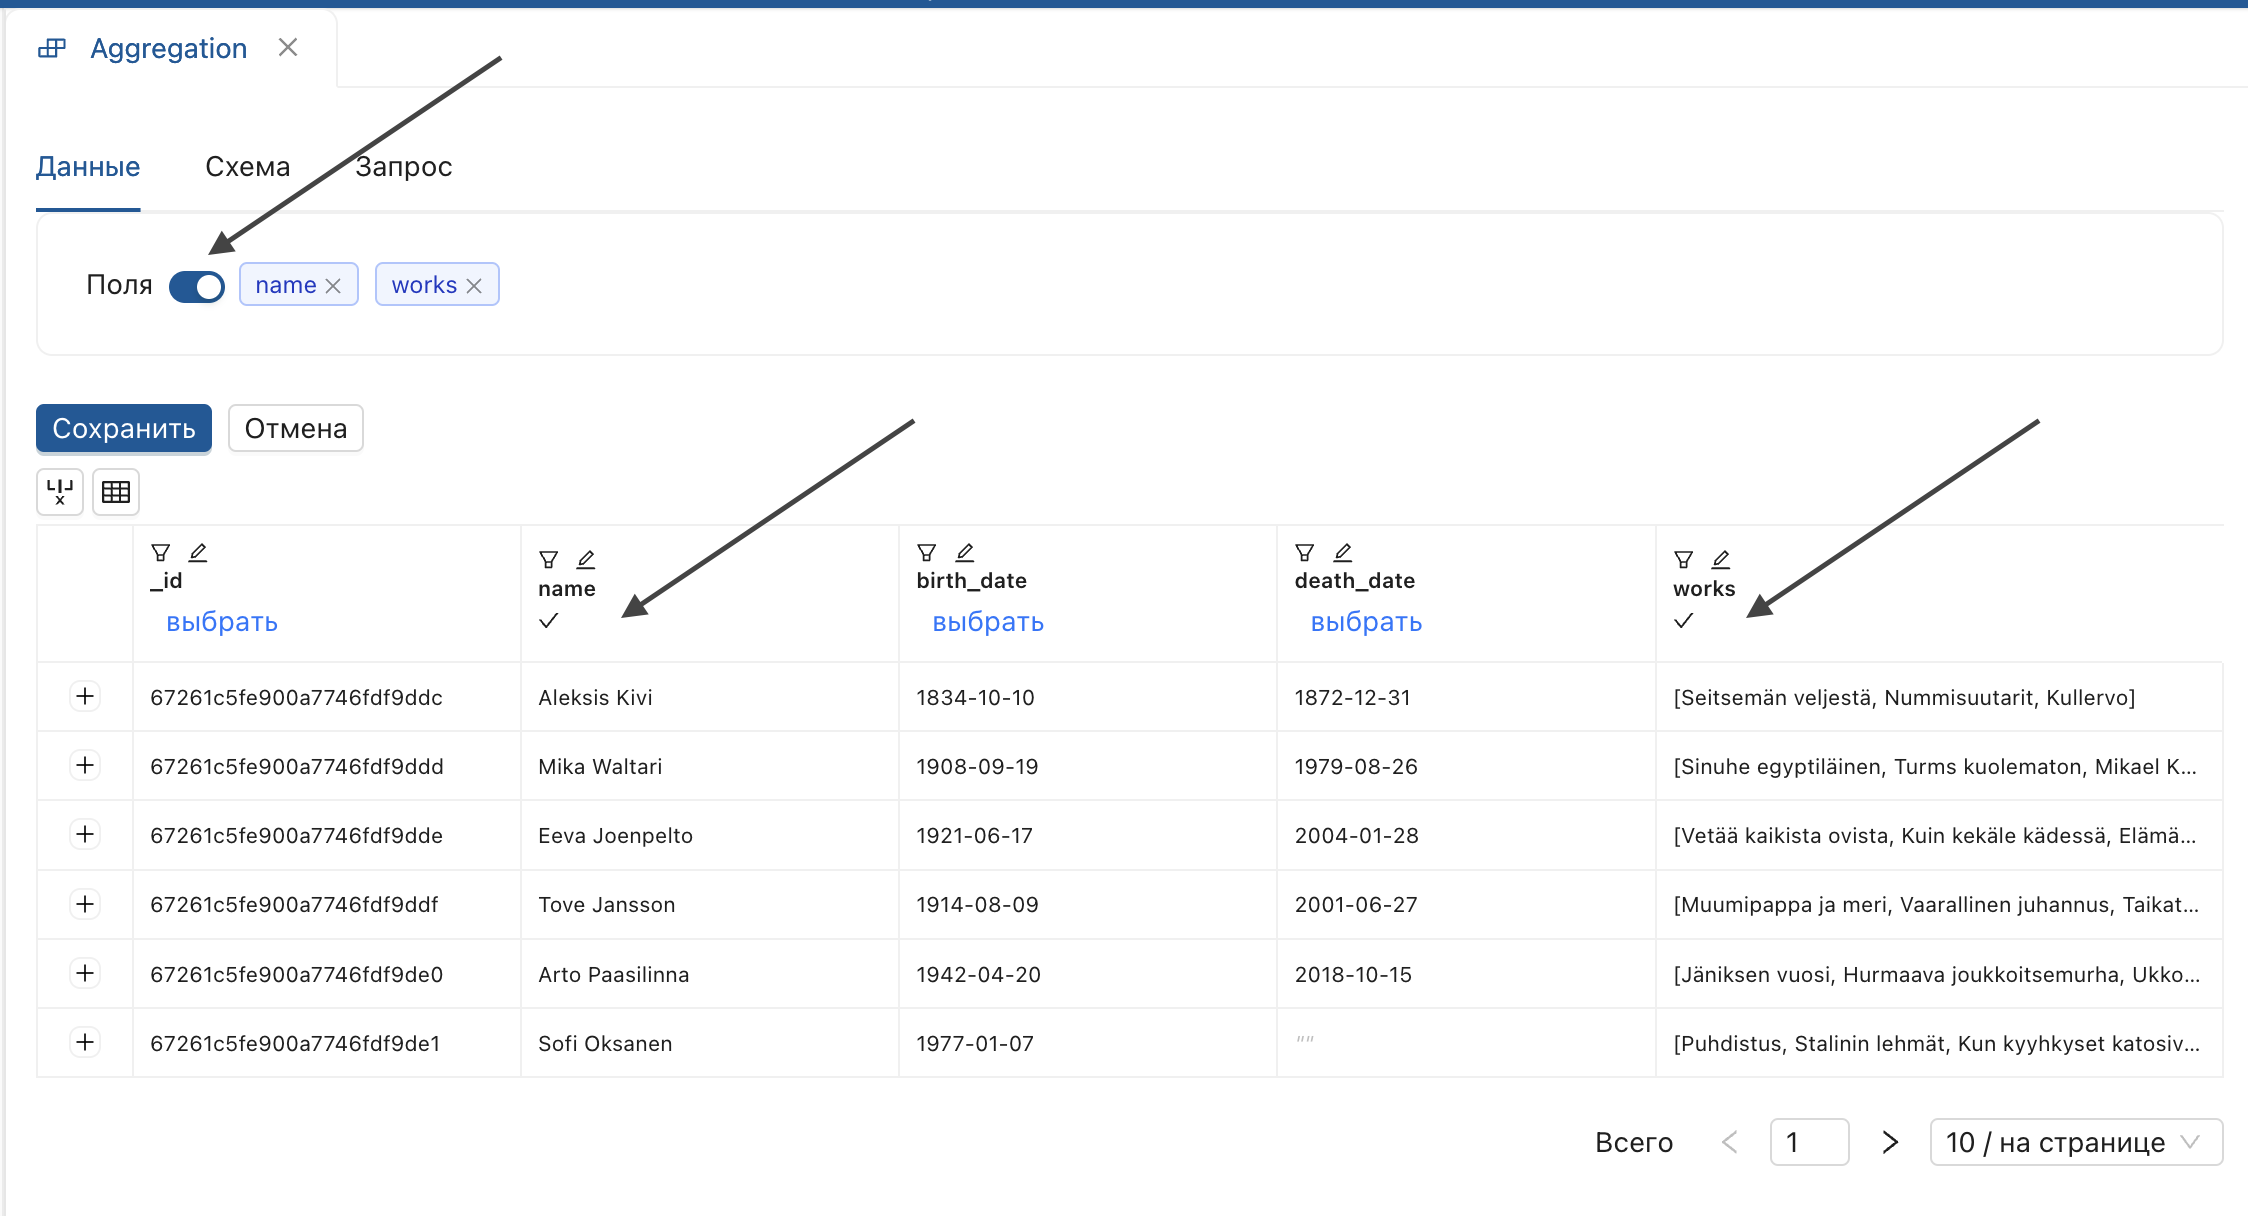 Aggregation
Данные Схема Запрос
Поля name works
Сохранить Отмена
x
_id name birth_date death_date works
выбрать выбрать выбрать
67261c5fe900a7746fdf9ddc Aleksis Kivi 1834-10-10 1872-12-31 [Seitsemän veljestä, Nummisuutarit, Kullervo]
67261c5fe900a7746fdf9ddd Mika Waltari 1908-09-19 1979-08-26 [Sinuhe egyptiläinen, Turms kuolematon, Mikael K...
67261c5fe900a7746fdf9dde Eeva Joenpelto 1921-06-17 2004-01-28 [Vetää kaikista ovista, Kuin kekäle kädessä, Elämä...
67261c5fe900a7746fdf9ddf Tove Jansson 1914-08-09 2001-06-27 [Muumipappa ja meri, Vaarallinen juhannus, Taikat...
67261c5fe900a7746fdf9de0 Arto Paasilinna 1942-04-20 2018-10-15 [Jäniksen vuosi, Hurmaava joukkoitsemurha, Ukko...
67261c5fe900a7746fdf9de1 Sofi Oksanen 1977-01-07 "" [Puhdistus, Stalinin lehmät, Kun kyyhkyset katosiv...
Всего 1 10 / на странице